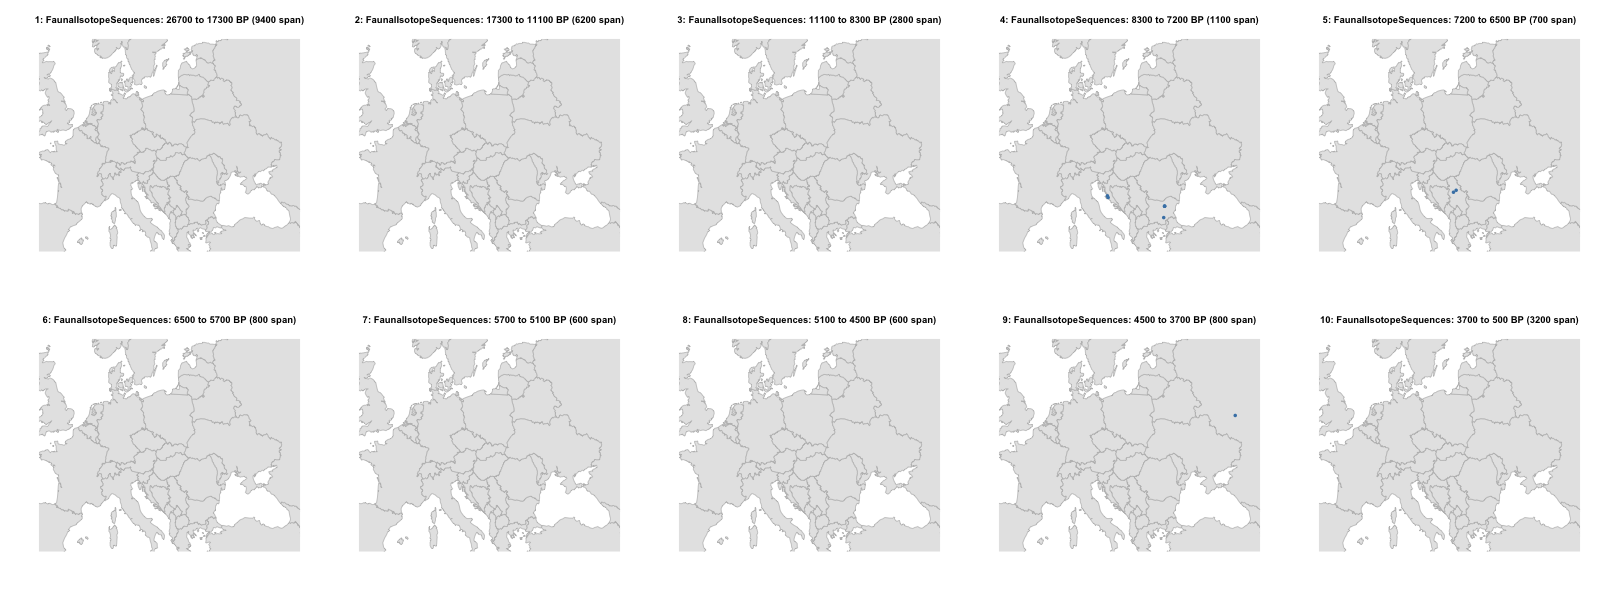 1: FaunalIsotopeSequences: 26700 to 17300 BP (9400 span)
2: FaunalIsotopeSequences: 17300 to 11100 BP (6200 span)
3: FaunalIsotopeSequences: 11100 to 8300 BP (2800 span)
4: FaunalIsotopeSequences: 8300 to 7200 BP (1100 span)
5: FaunalIsotopeSequences: 7200 to 6500 BP (700 span)
6: FaunalIsotopeSequences: 6500 to 5700 BP (800 span)
7: FaunalIsotopeSequences: 5700 to 5100 BP (600 span)
8: FaunalIsotopeSequences: 5100 to 4500 BP (600 span)
9: FaunalIsotopeSequences: 4500 to 3700 BP (800 span)
10: FaunalIsotopeSequences: 3700 to 500 BP (3200 span)